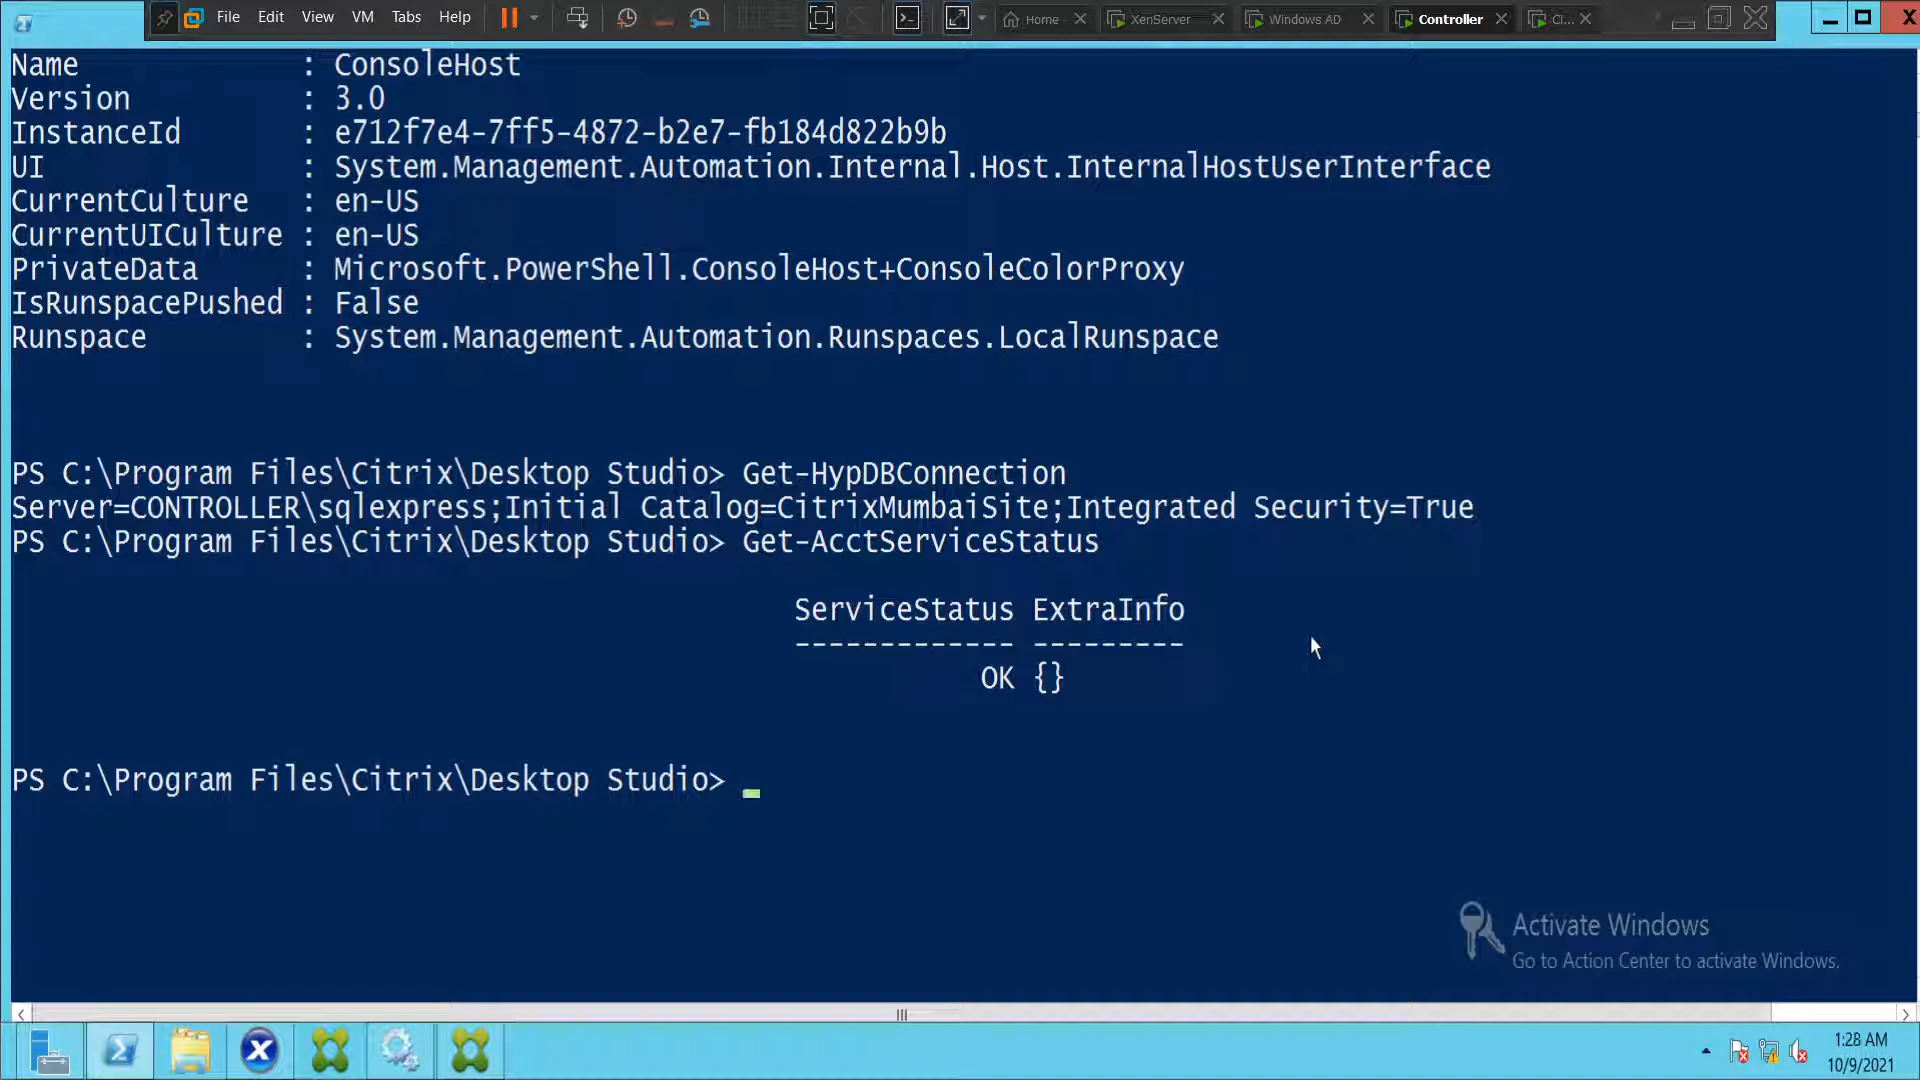 File Edit View VM Tabs Help Home XenServer Windows AD Controller Ci...
Name : ConsoleHost
Version : 3.0
InstanceId : e712f7e4-7ff5-4872-b2e7-fb184d822b9b
UI : System.Management.Automation.Internal.Host.InternalHostUserInterface
CurrentCulture : en-US
CurrentUICulture : en-US
PrivateData : Microsoft.PowerShell.ConsoleHost+ConsoleColorProxy
IsRunspacePushed : False
Runspace : System.Management.Automation.Runspaces.LocalRunspace
PS C:\Program Files\Citrix\Desktop Studio> Get-HypDBConnection
Server=CONTROLLER\sqlexpress;Initial Catalog=CitrixMumbaiSite;Integrated Security=True
PS C:\Program Files\Citrix\Desktop Studio> Get-AcctServiceStatus
ServiceStatus ExtraInfo
------------- ---------
OK {}
PS C:\Program Files\Citrix\Desktop Studio>
Activate Windows
Go to Action Center to activate Windows.
1:28 AM
10/9/2021